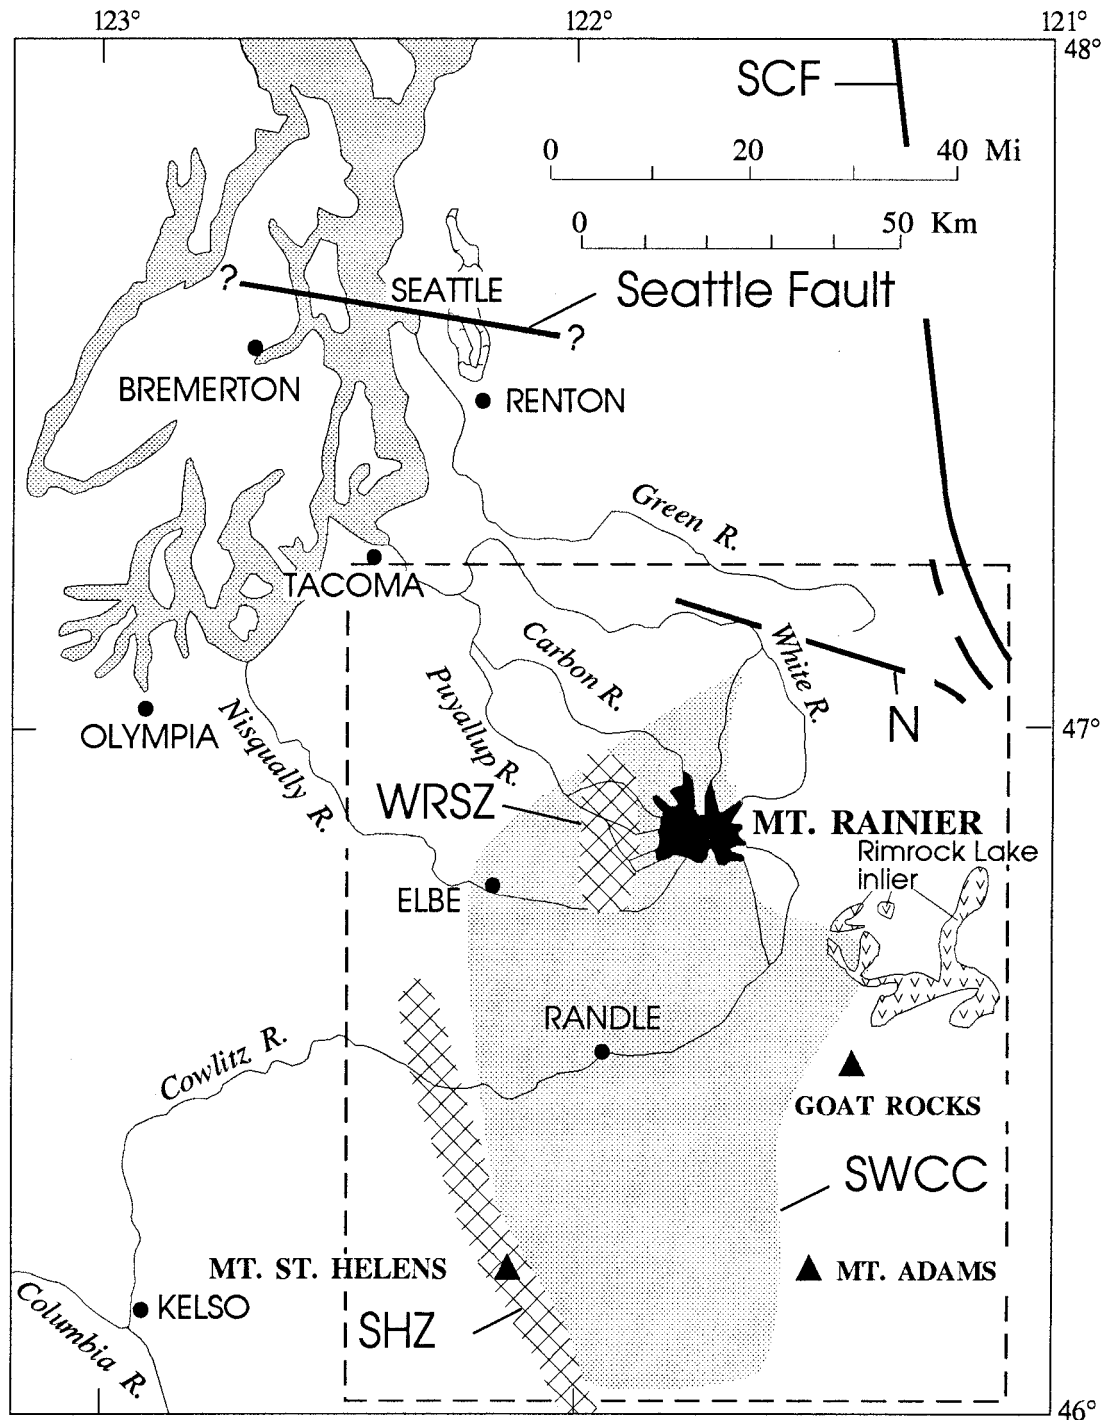 123°
122°
121°
48°
SCF
0 20 40 Mi
0 50 Km
?
SEATTLE
Seattle Fault
?
BREMERTON
RENTON
Green R.
TACOMA
Carbon R.
White R.
Puyallup R.
N
OLYMPIA
Nisqually R.
47°
WRSZ
MT. RAINIER
Rimrock Lake
inlier
ELBE
RANDLE
Cowlitz R.
GOAT ROCKS
SWCC
MT. ST. HELENS
MT. ADAMS
KELSO
SHZ
Columbia R.
46°